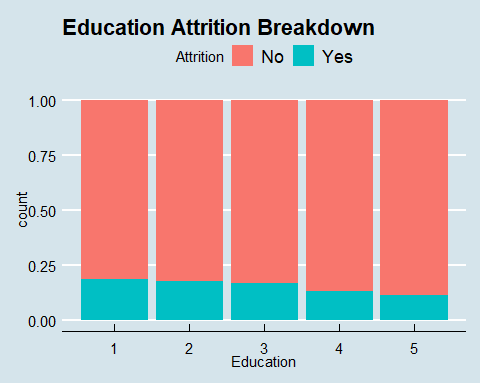 Education Attrition Breakdown
Attrition No Yes
1.00
0.75
0.50
0.25
0.00
count
1 2 3 4 5
Education